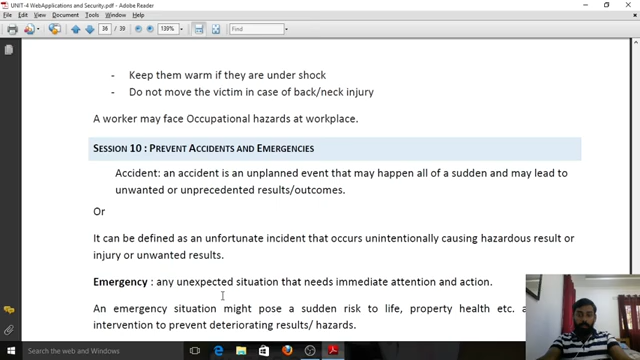 UNIT-4 WebApplications and Security.pdf - Adobe Reader
File Edit View Document Tools Window Help
36 / 39 139% Find
- Keep them warm if they are under shock
- Do not move the victim in case of back/neck injury
A worker may face Occupational hazards at workplace.
SESSION 10 : PREVENT ACCIDENTS AND EMERGENCIES
Accident: an accident is an unplanned event that may happen all of a sudden and may lead to
unwanted or unprecedented results/outcomes.
Or
It can be defined as an unfortunate incident that occurs unintentionally causing hazardous result or
injury or unwanted results.
Emergency : any unexpected situation that needs immediate attention and action.
An emergency situation might pose a sudden risk to life, property health etc.
intervention to prevent deteriorating results/ hazards.
Search the web and Windows